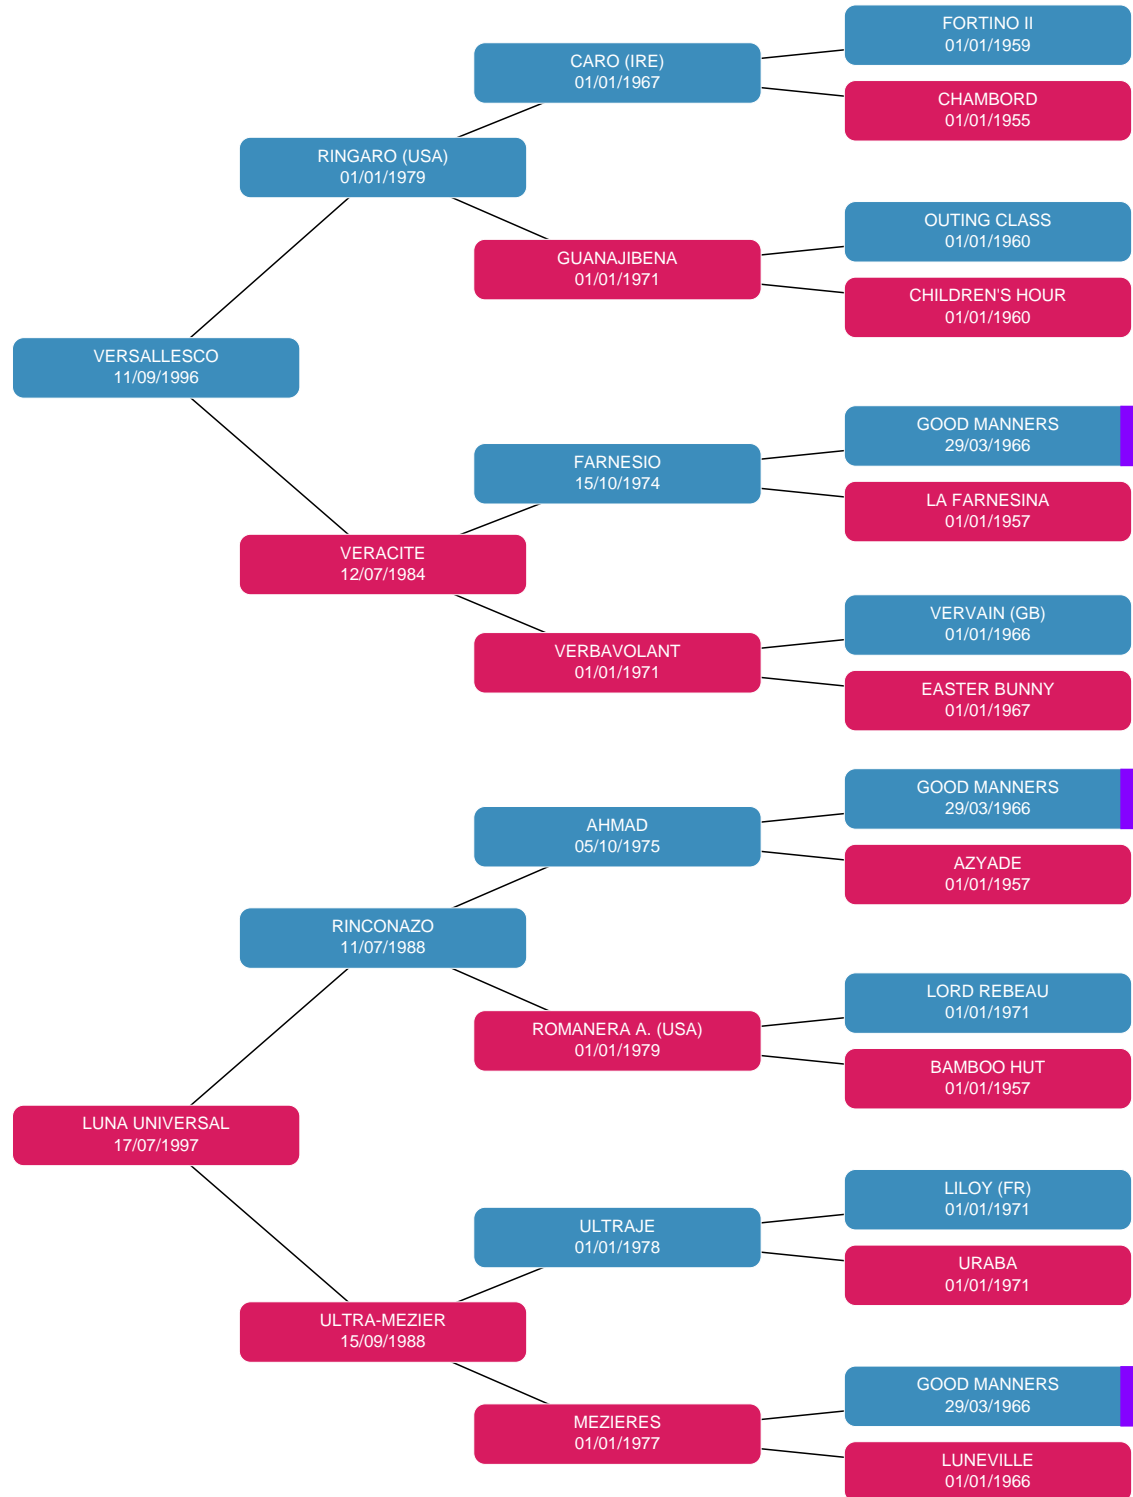 FORTINO II
01/01/1959
CARO (IRE)
01/01/1967
CHAMBORD
01/01/1955
RINGARO (USA)
01/01/1979
OUTING CLASS
01/01/1960
GUANAJIBENA
01/01/1971
CHILDREN'S HOUR
01/01/1960
VERSALLESCO
11/09/1996
GOOD MANNERS
29/03/1966
FARNESIO
15/10/1974
LA FARNESINA
01/01/1957
VERACITE
12/07/1984
VERVAIN (GB)
01/01/1966
VERBAVOLANT
01/01/1971
EASTER BUNNY
01/01/1967
GOOD MANNERS
29/03/1966
AHMAD
05/10/1975
AZYADE
01/01/1957
RINCONAZO
11/07/1988
LORD REBEAU
01/01/1971
ROMANERA A. (USA)
01/01/1979
BAMBOO HUT
01/01/1957
LUNA UNIVERSAL
17/07/1997
LILOY (FR)
01/01/1971
ULTRAJE
01/01/1978
URABA
01/01/1971
ULTRA-MEZIER
15/09/1988
GOOD MANNERS
29/03/1966
MEZIERES
01/01/1977
LUNEVILLE
01/01/1966